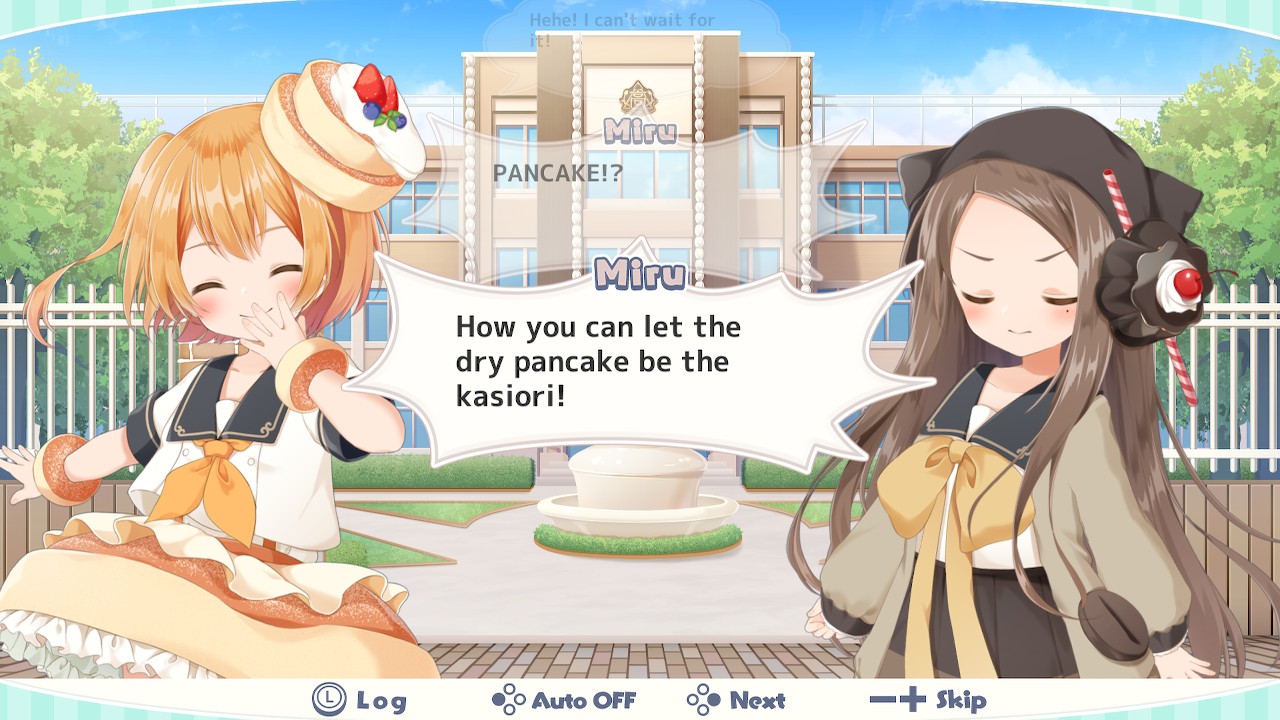 Hehe! I can't wait for
it!
Miru
PANCAKE!?
Miru
How you can let the
dry pancake be the
kasiori!
L Log
Auto OFF
Next
Skip